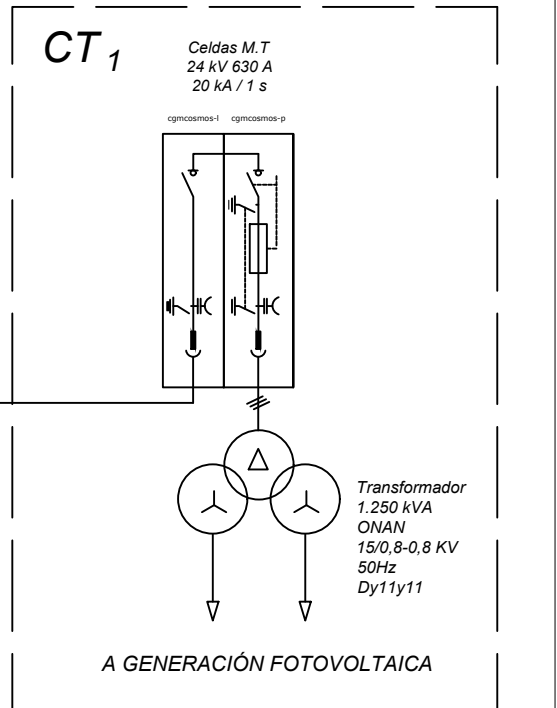 CT 1
Celdas M.T
24 kV 630 A
20 kA / 1 s
cgmcosmos-l cgmcosmos-p
Transformador
1.250 kVA
ONAN
15/0,8-0,8 KV
50Hz
Dy11y11
A GENERACIÓN FOTOVOLTAICA